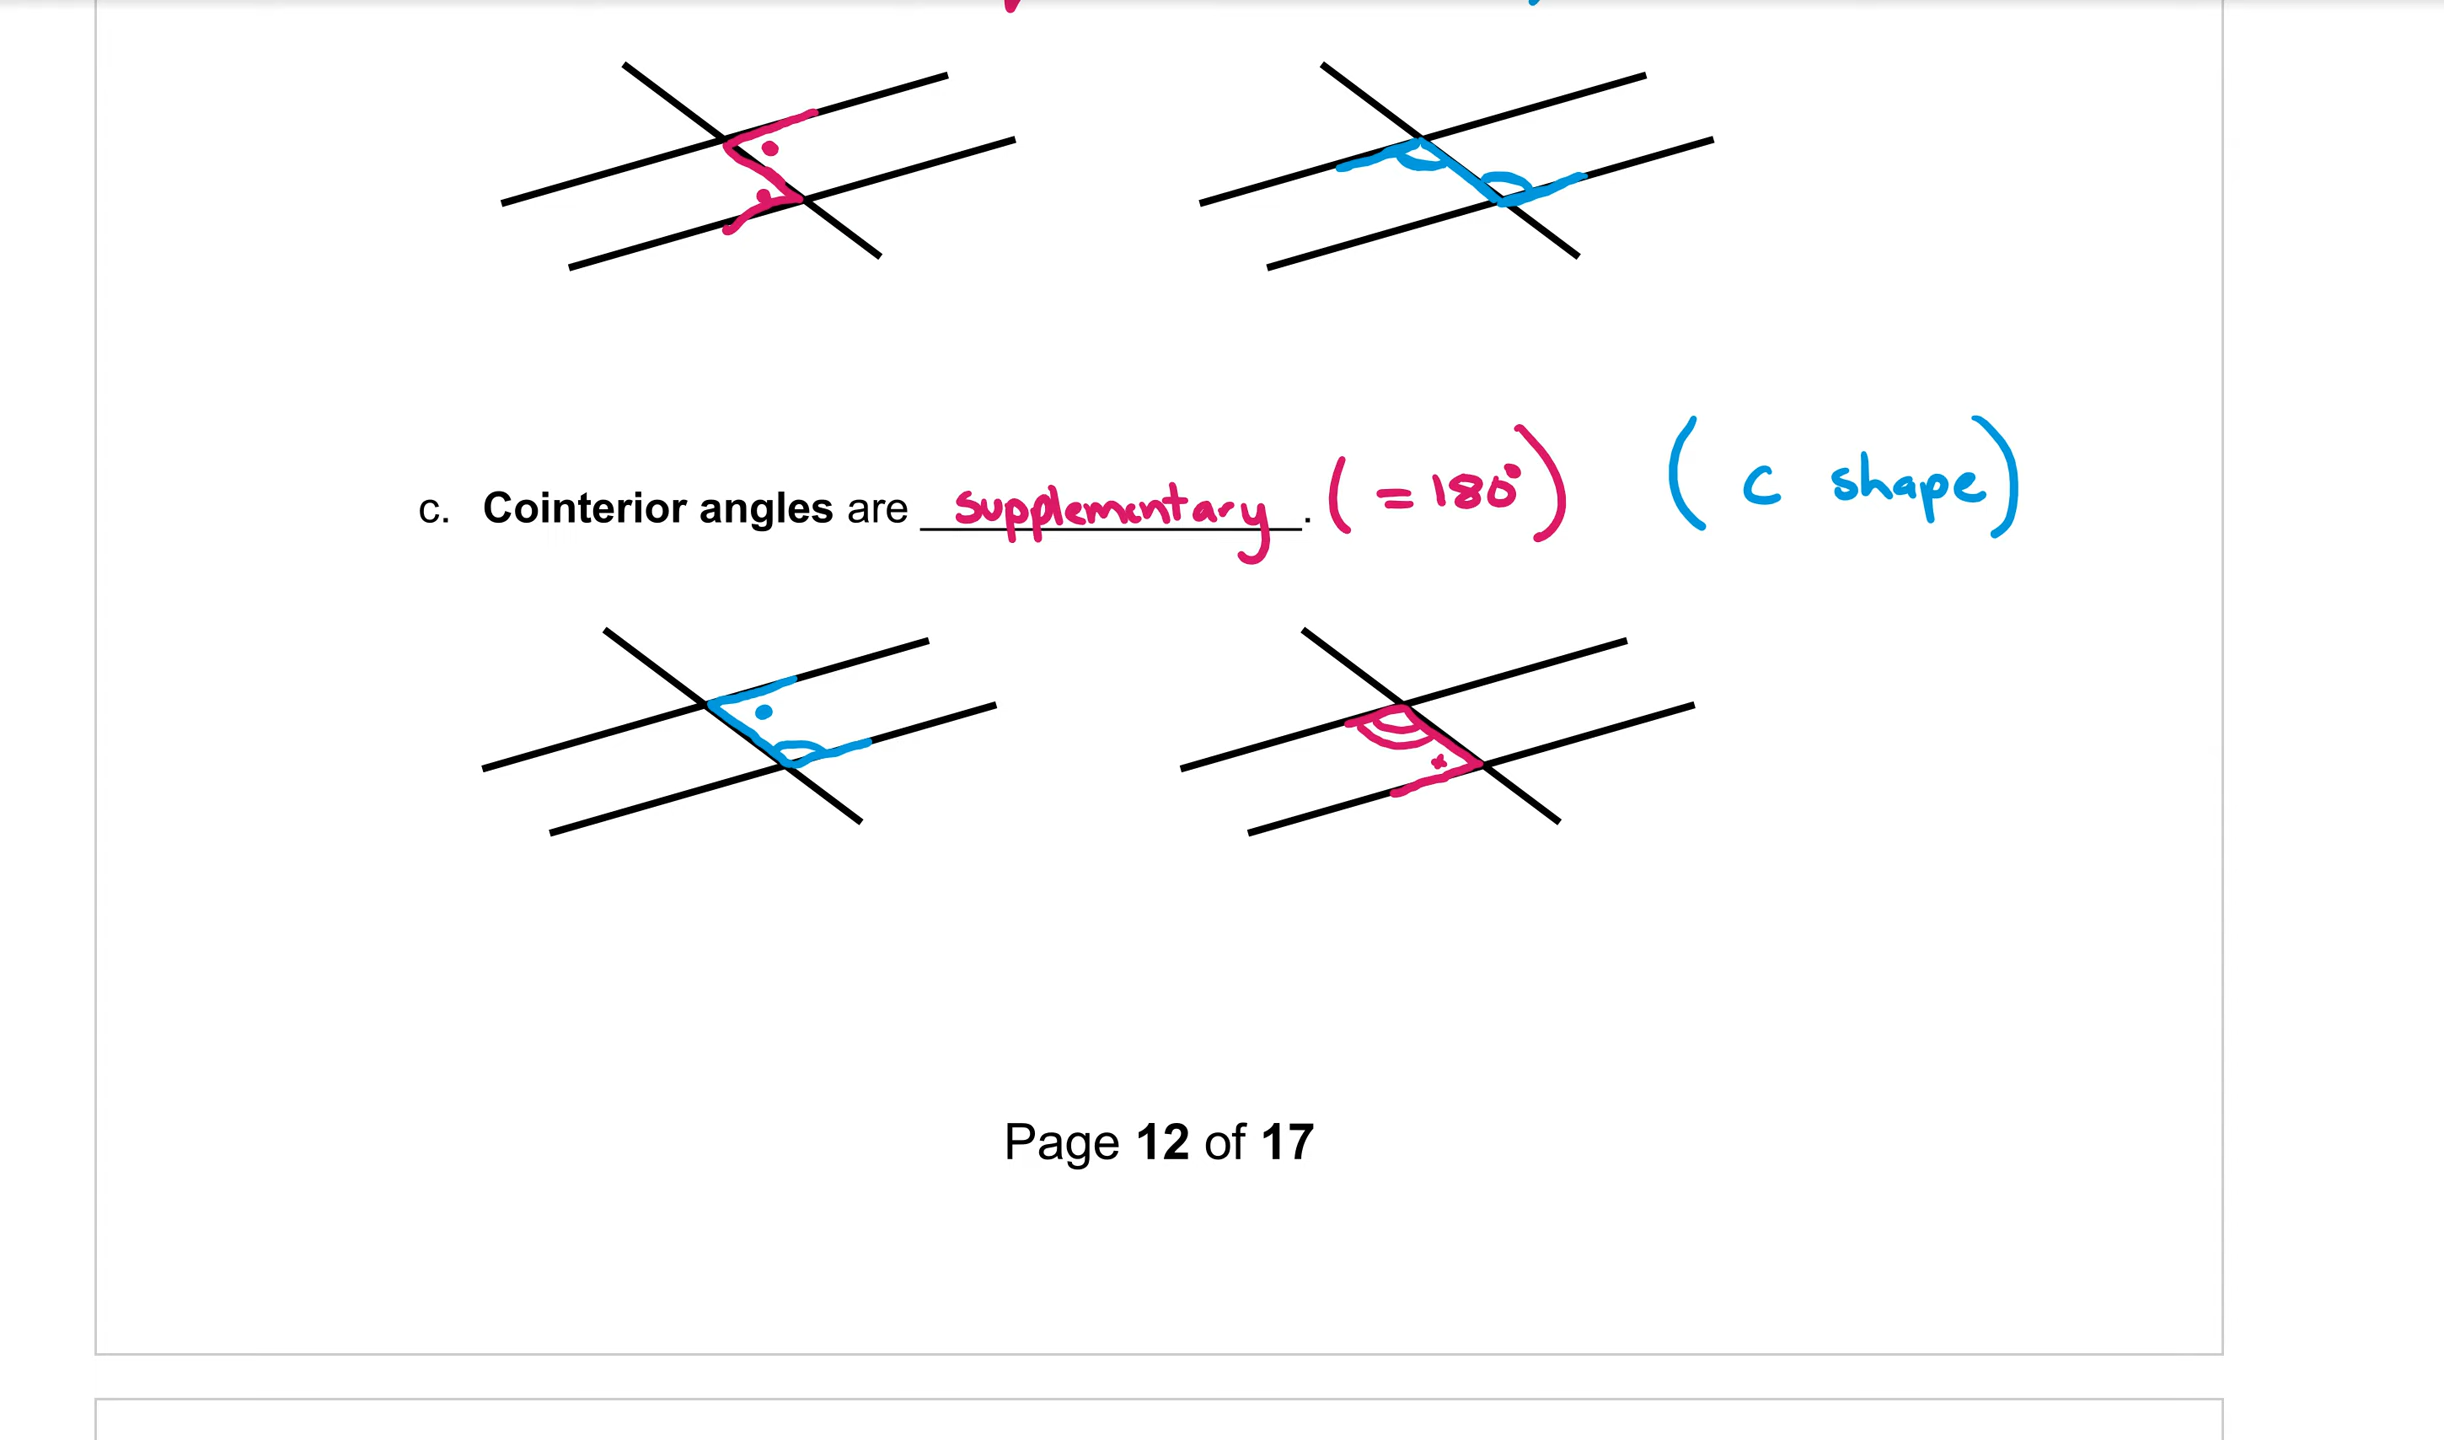 c. Cointerior angles are supplementary. (= 180°) (c shape)
Page 12 of 17